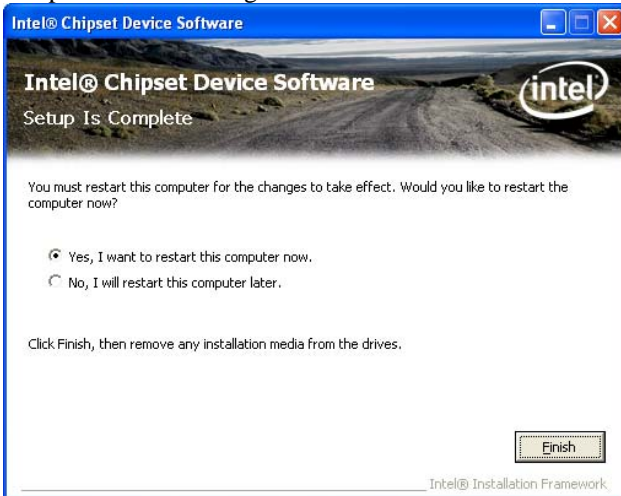 Intel® Chipset Device Software
Intel® Chipset Device Software
intel
Setup Is Complete
You must restart this computer for the changes to take effect. Would you like to restart the
computer now?
Yes, I want to restart this computer now.
No, I will restart this computer later.
Click Finish, then remove any installation media from the drives.
Finish
Intel® Installation Framework